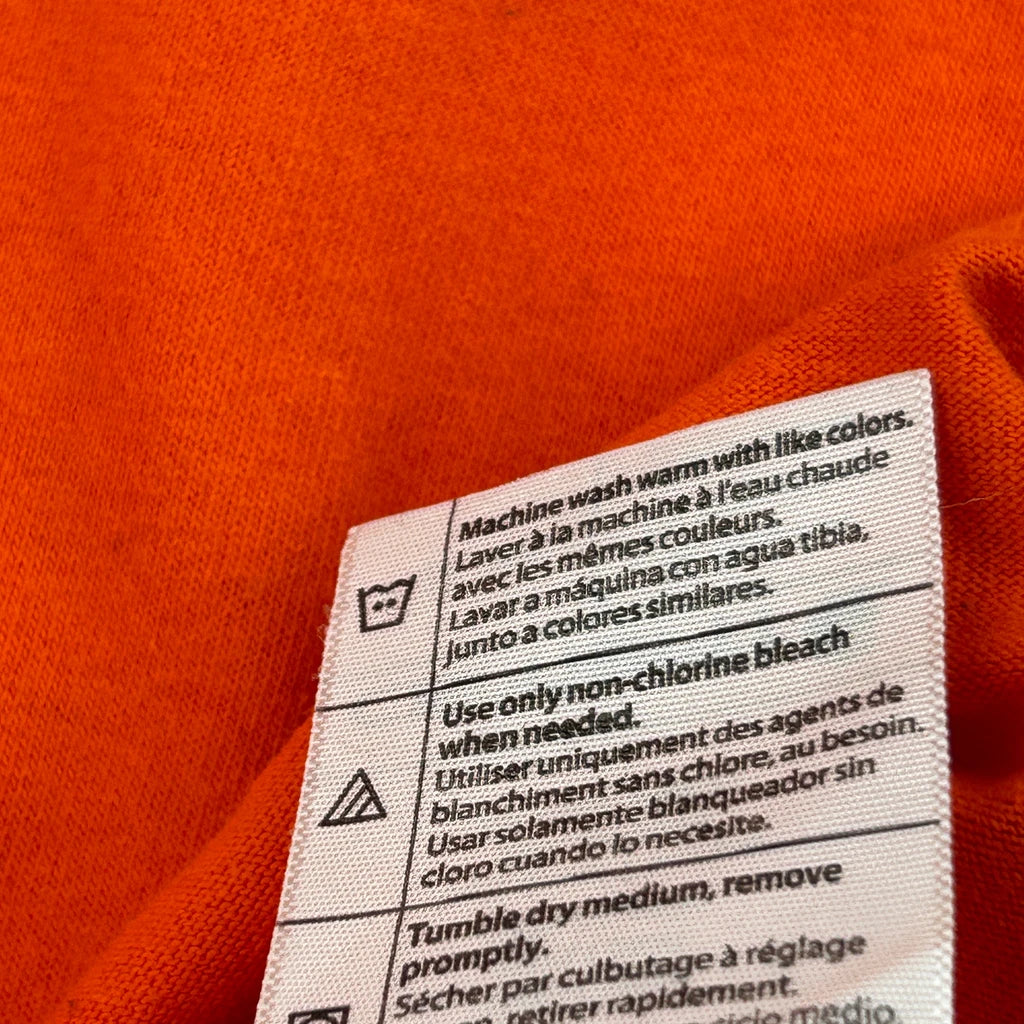 Machine wash warm with like colors.
Laver à la machine à l'eau chaude
avec les mêmes couleurs.
Lavar a máquina con agua tibia,
junto a colores similares.
Use only non-chlorine bleach
when needed.
Utiliser uniquement des agents de
blanchiment sans chlore, au besoin.
Usar solamente blanqueador sin
cloro cuando lo necesite.
Tumble dry medium, remove
promptly.
Sécher par culbutage à réglage
retirer rapidement.
medio,